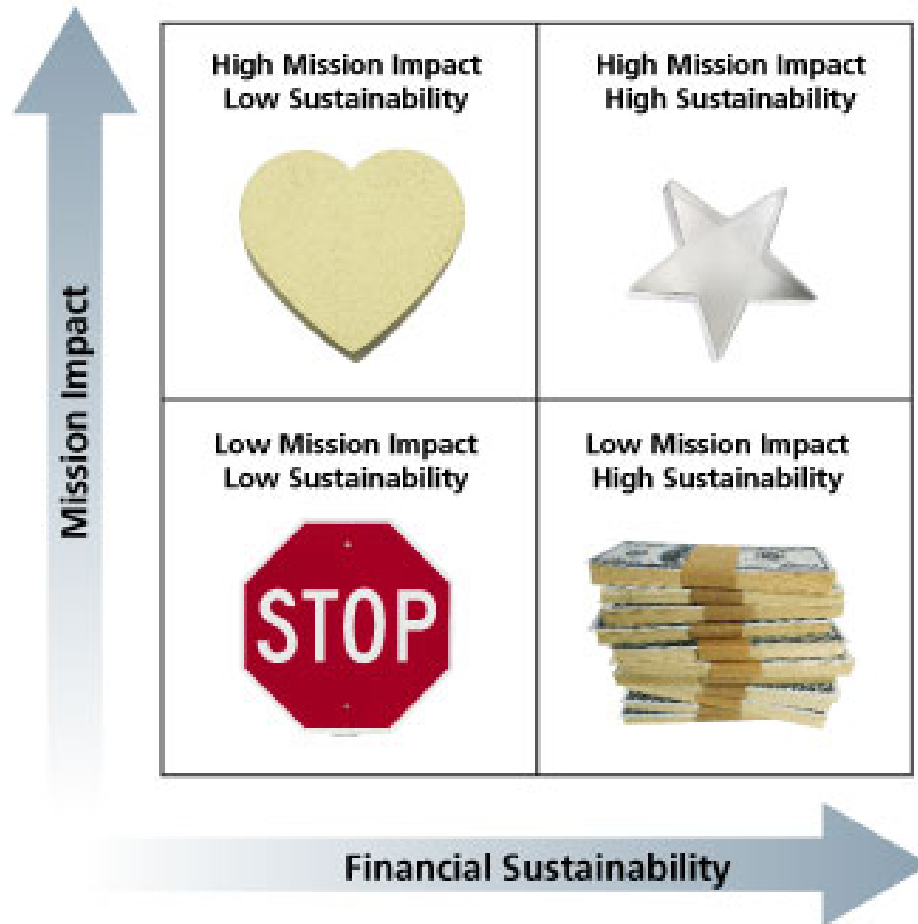 High Mission Impact
Low Sustainability
High Mission Impact
High Sustainability
Mission Impact
Low Mission Impact
Low Sustainability
Low Mission Impact
High Sustainability
STOP
Financial Sustainability